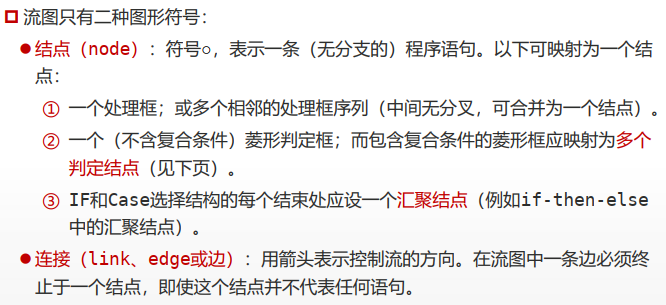 流图只有二种图形符号：
结点（node）：符号○，表示一条（无分支的）程序语句。以下可映射为一个结
点：
① 一个处理框；或多个相邻的处理框序列（中间无分叉，可合并为一个结点）。
② 一个（不含复合条件）菱形判定框；而包含复合条件的菱形框应映射为多个
判定结点（见下页）。
③ IF和Case选择结构的每个结束处应设一个汇聚结点（例如if-then-else
中的汇聚结点）。
连接（link、edge或边）：用箭头表示控制流的方向。在流图中一条边必须终
止于一个结点，即使这个结点并不代表任何语句。